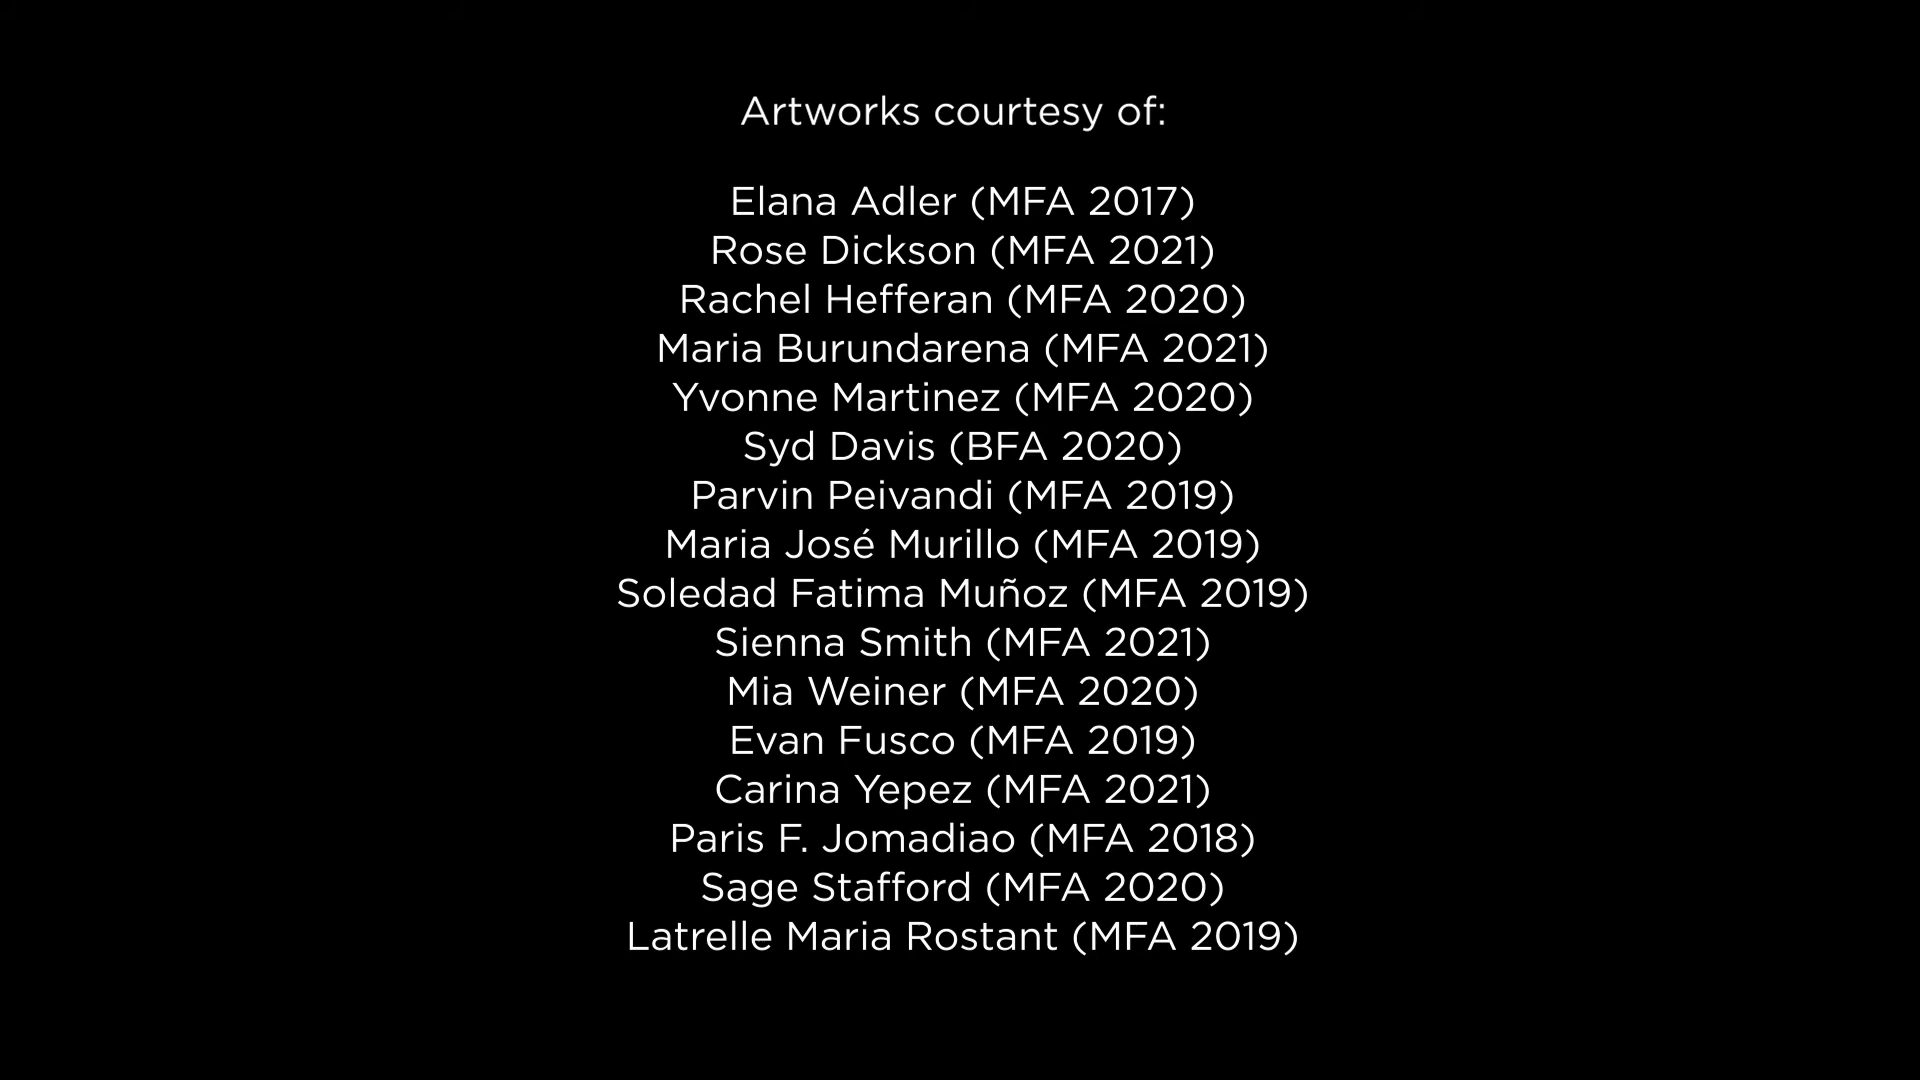 Artworks courtesy of:
Elana Adler (MFA 2017)
Rose Dickson (MFA 2021)
Rachel Hefferan (MFA 2020)
Maria Burundarena (MFA 2021)
Yvonne Martinez (MFA 2020)
Syd Davis (BFA 2020)
Parvin Peivandi (MFA 2019)
Maria José Murillo (MFA 2019)
Soledad Fatima Muñoz (MFA 2019)
Sienna Smith (MFA 2021)
Mia Weiner (MFA 2020)
Evan Fusco (MFA 2019)
Carina Yepez (MFA 2021)
Paris F. Jomadiao (MFA 2018)
Sage Stafford (MFA 2020)
Latrelle Maria Rostant (MFA 2019)